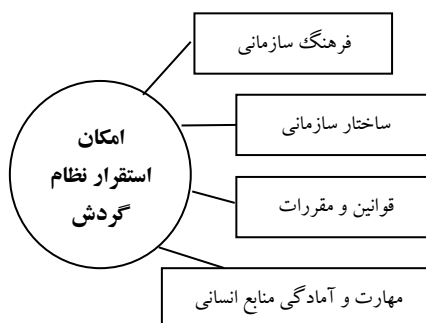 فرهنگ سازمانی
ساختار سازمانی
امکان
استقرار نظام
گردش
قوانین و مقررات
مهارت و آمادگی منابع انسانی